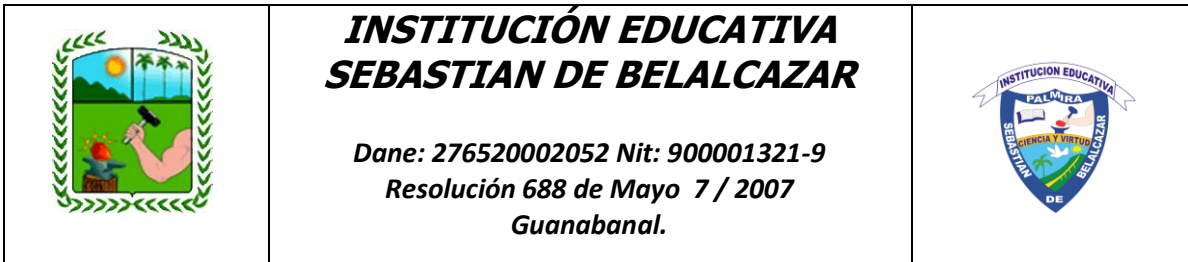 INSTITUCIÓN EDUCATIVA
SEBASTIAN DE BELALCAZAR
Dane: 276520002052 Nit: 900001321-9
Resolución 688 de Mayo 7 / 2007
Guanabanal.
INSTITUCION EDUCATIVA
PALMIRA
CIENCIA Y VIRTUD
SEBASTIAN
DE
BELALCAZAR